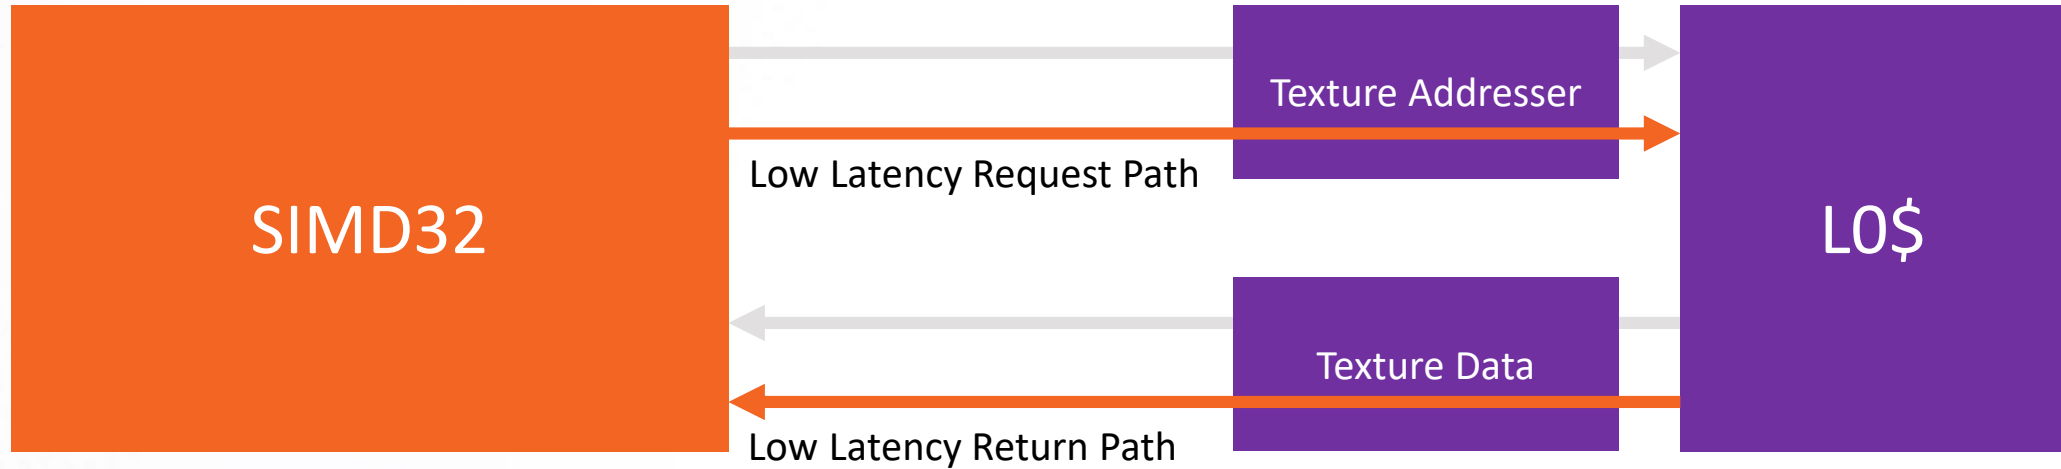 Texture Addresser
Low Latency Request Path
SIMD32
L0$
Texture Data
Low Latency Return Path